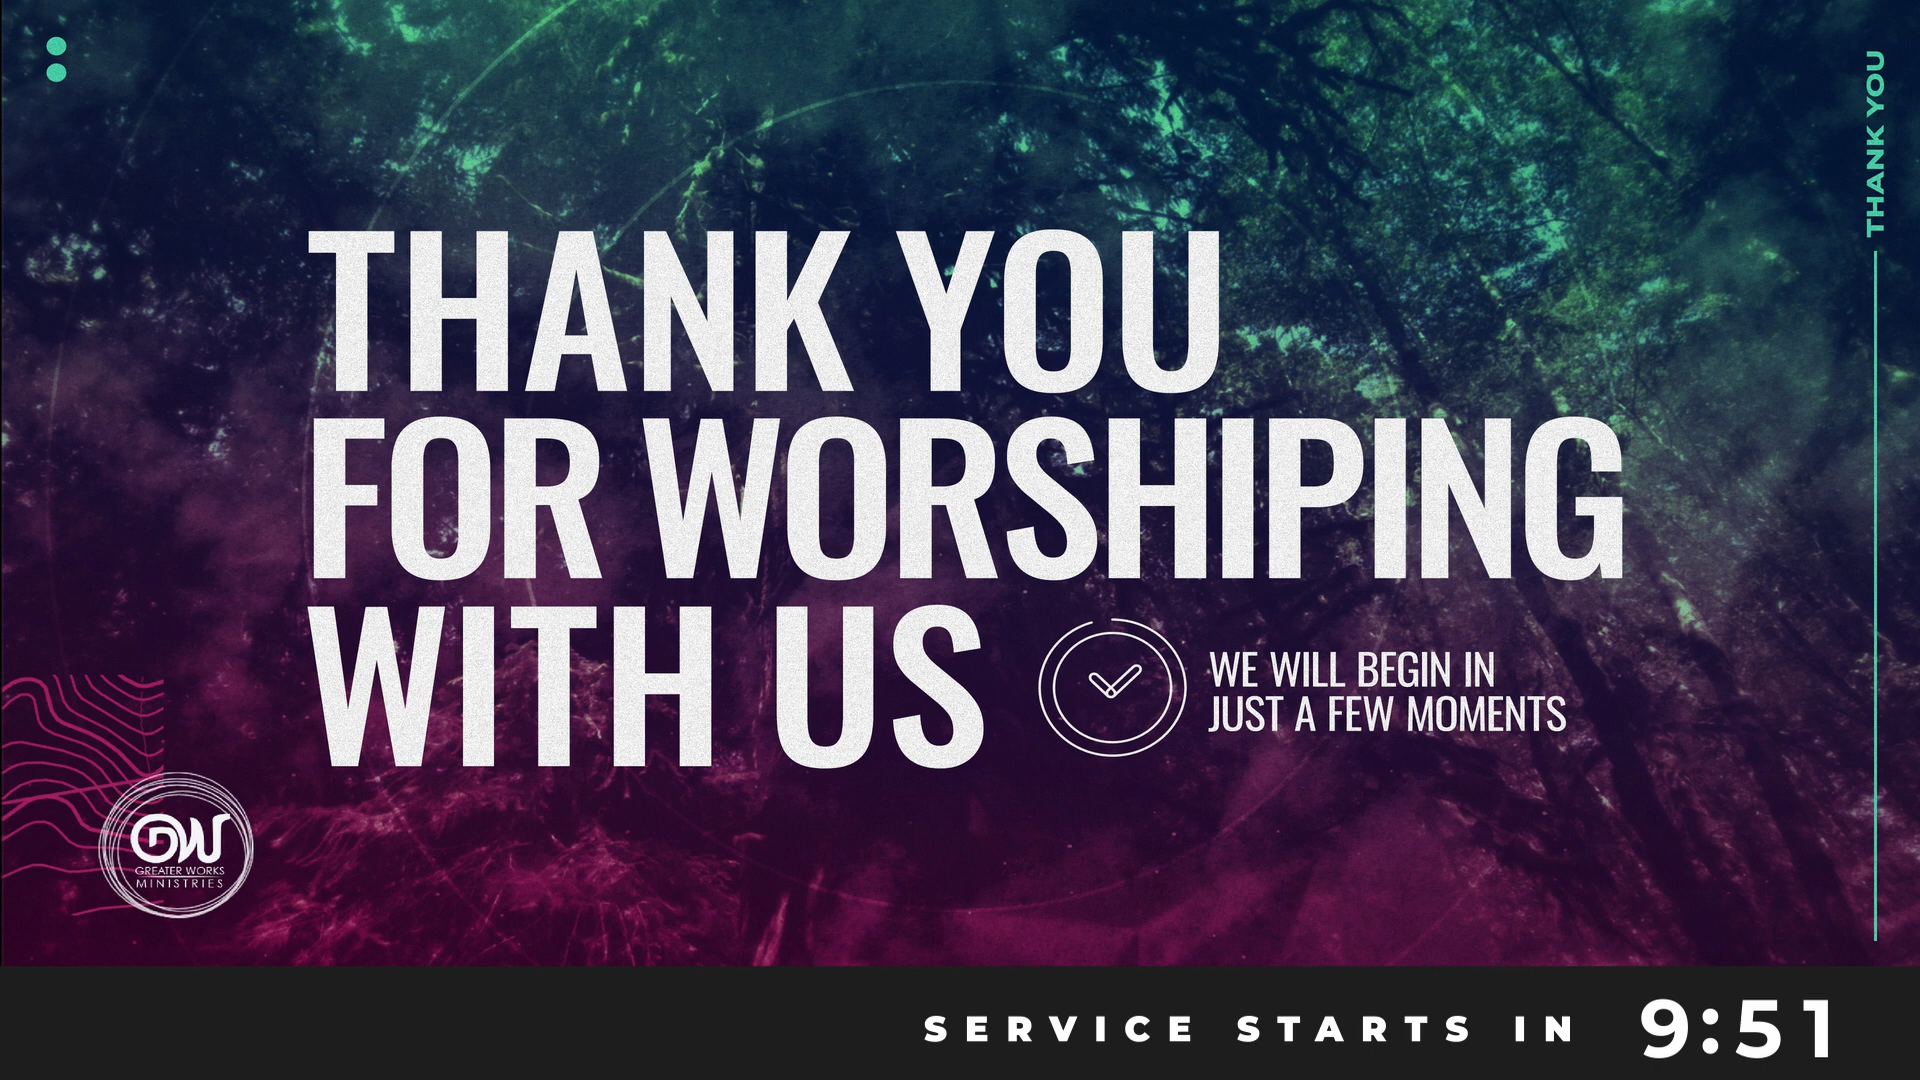 THANK YOU
THANK YOU
FOR WORSHIPING
WITH US
WE WILL BEGIN IN
JUST A FEW MOMENTS
GW
GREATER WORKS
MINISTRIES
SERVICE STARTS IN 9:51